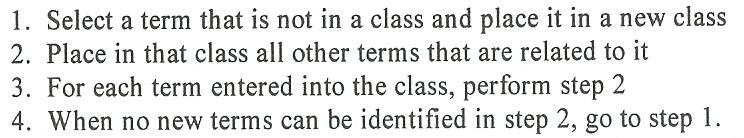 1. Select a term that is not in a class and place it in a new class
2. Place in that class all other terms that are related to it
3. For each term entered into the class, perform step 2
4. When no new terms can be identified in step 2, go to step 1.